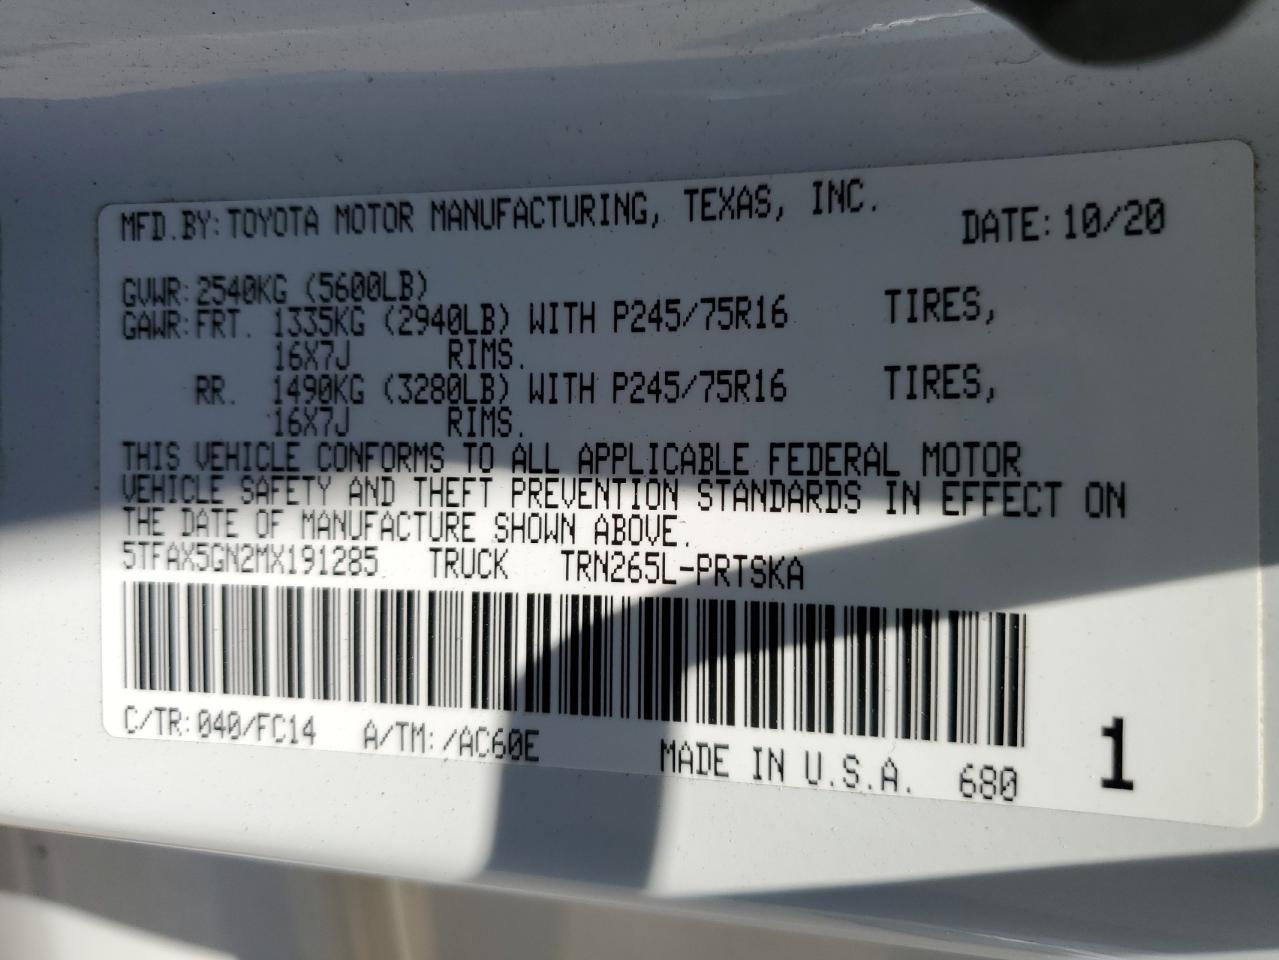 MFD.BY:TOYOTA MOTOR MANUFACTURING, TEXAS, INC. DATE:10/20
GVWR:2540KG (5600LB)
GAWR:FRT. 1335KG (2940LB) WITH P245/75R16 TIRES,
16X7J RIMS.
RR. 1490KG (3280LB) WITH P245/75R16 TIRES,
16X7J RIMS.
THIS VEHICLE CONFORMS TO ALL APPLICABLE FEDERAL MOTOR
VEHICLE SAFETY AND THEFT PREVENTION STANDARDS IN EFFECT ON
THE DATE OF MANUFACTURE SHOWN ABOVE.
5TFAX5GN2MX191285 TRUCK TRN265L-PRTSKA
C/TR:040/FC14 A/TM:/AC60E MADE IN U.S.A. 680 1